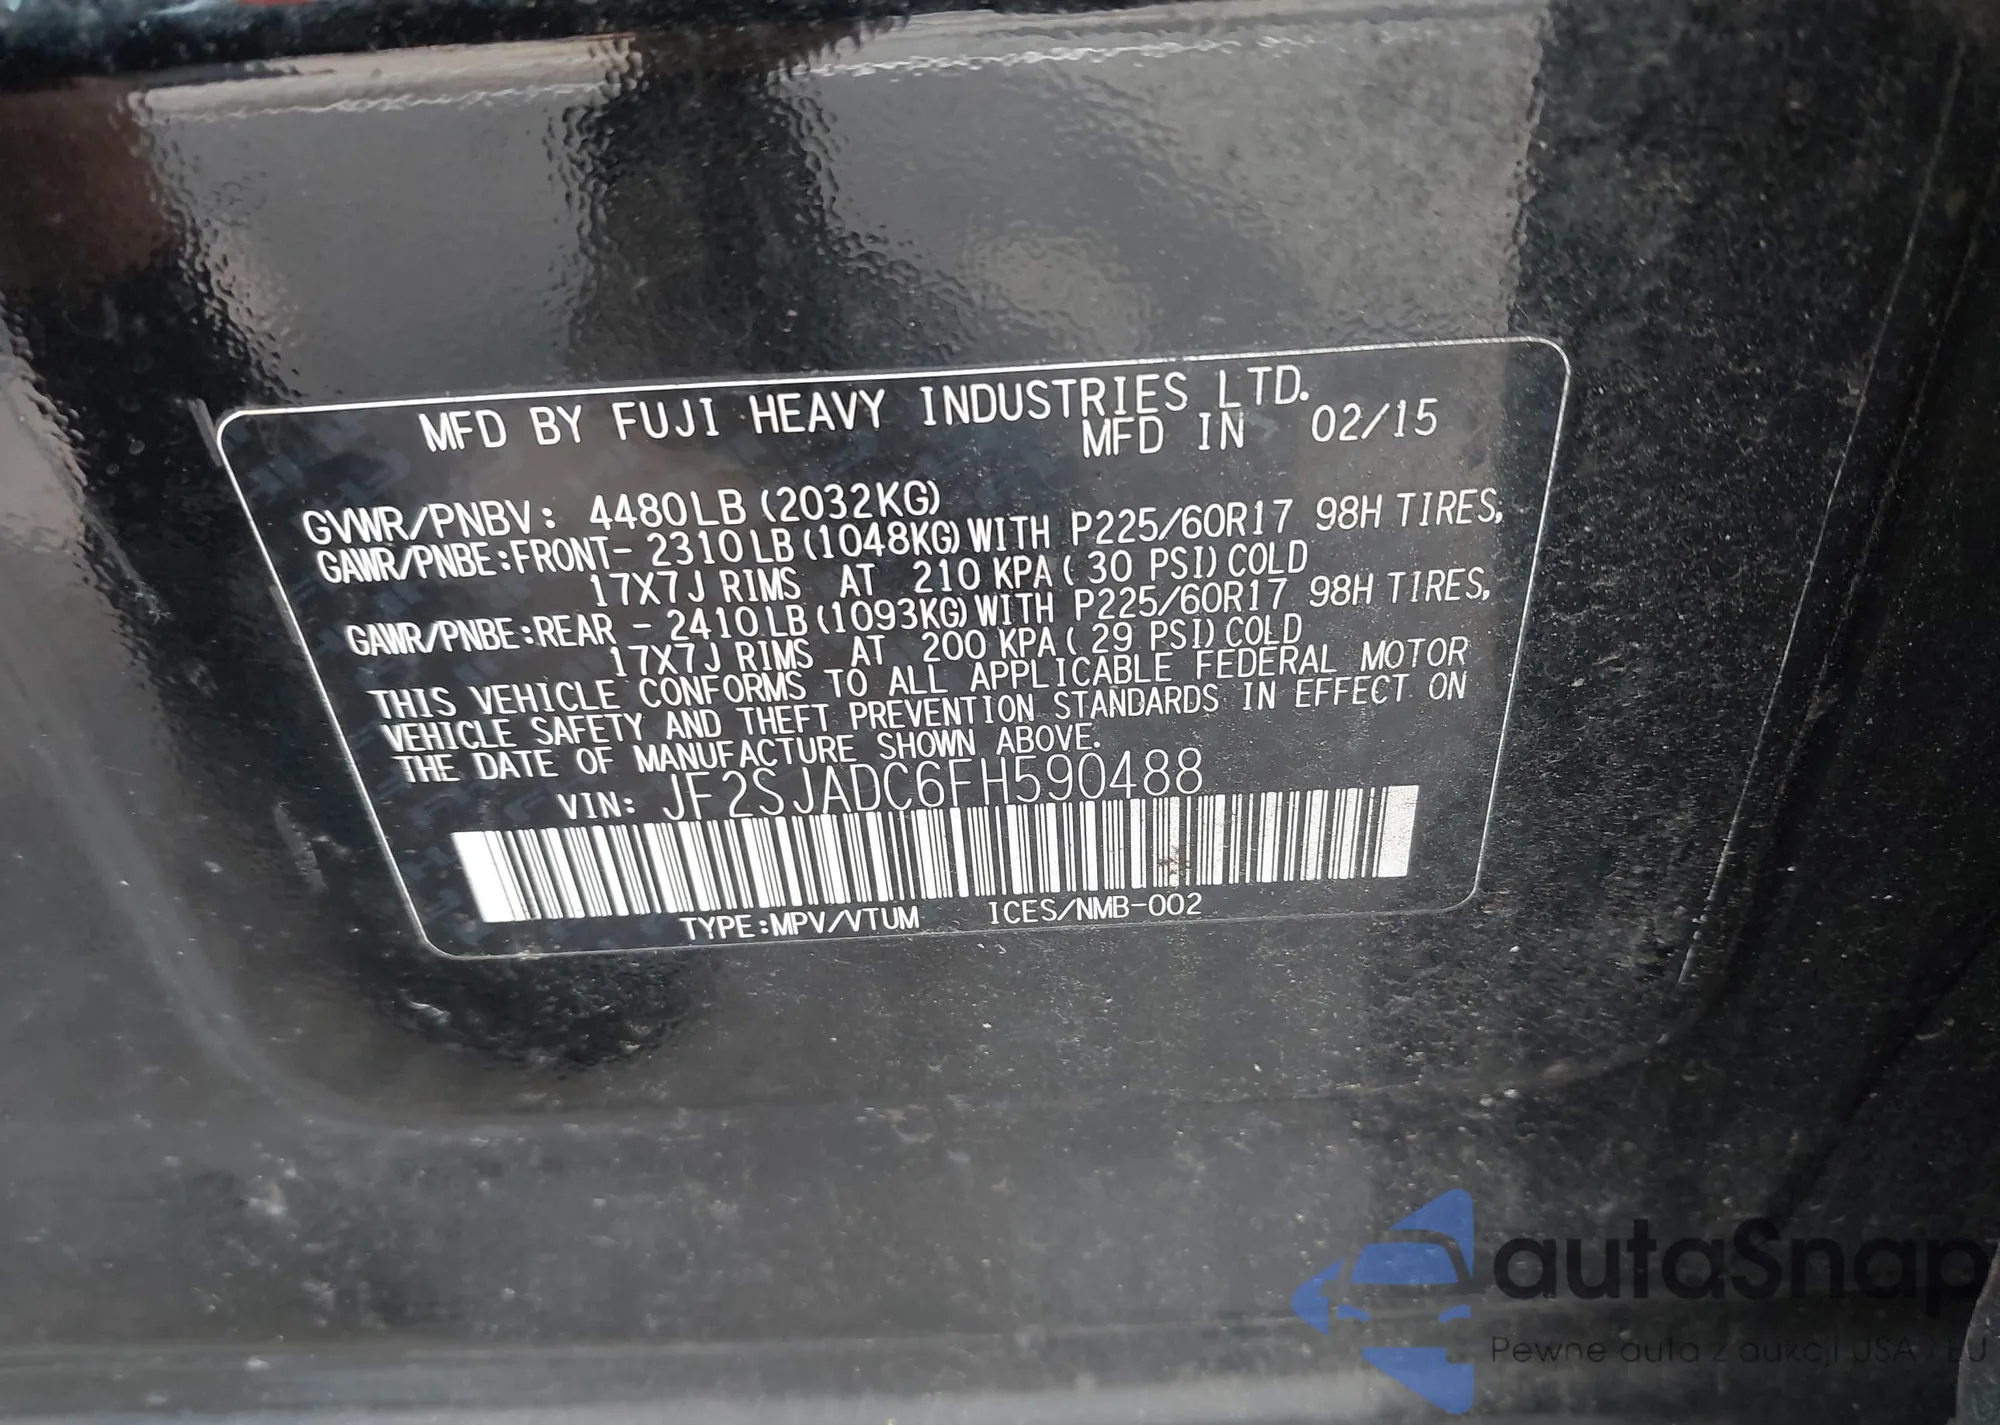 MFD BY FUJI HEAVY INDUSTRIES LTD.
MFD IN 02/15
GVWR/PNBV: 4480LB (2032KG)
GAWR/PNBE:FRONT- 2310LB (1048KG) WITH P225/60R17 98H TIRES,
17X7J RIMS AT 210 KPA ( 30 PSI) COLD
GAWR/PNBE:REAR - 2410LB (1093KG) WITH P225/60R17 98H TIRES,
17X7J RIMS AT 200 KPA ( 29 PSI) COLD
THIS VEHICLE CONFORMS TO ALL APPLICABLE FEDERAL MOTOR
VEHICLE SAFETY AND THEFT PREVENTION STANDARDS IN EFFECT ON
THE DATE OF MANUFACTURE SHOWN ABOVE.
VIN: JF2SJADC6FH590488
TYPE:MPV/VTUM ICES/NMB-002
autaSnap
Pewne auta z aukcji USA / EU